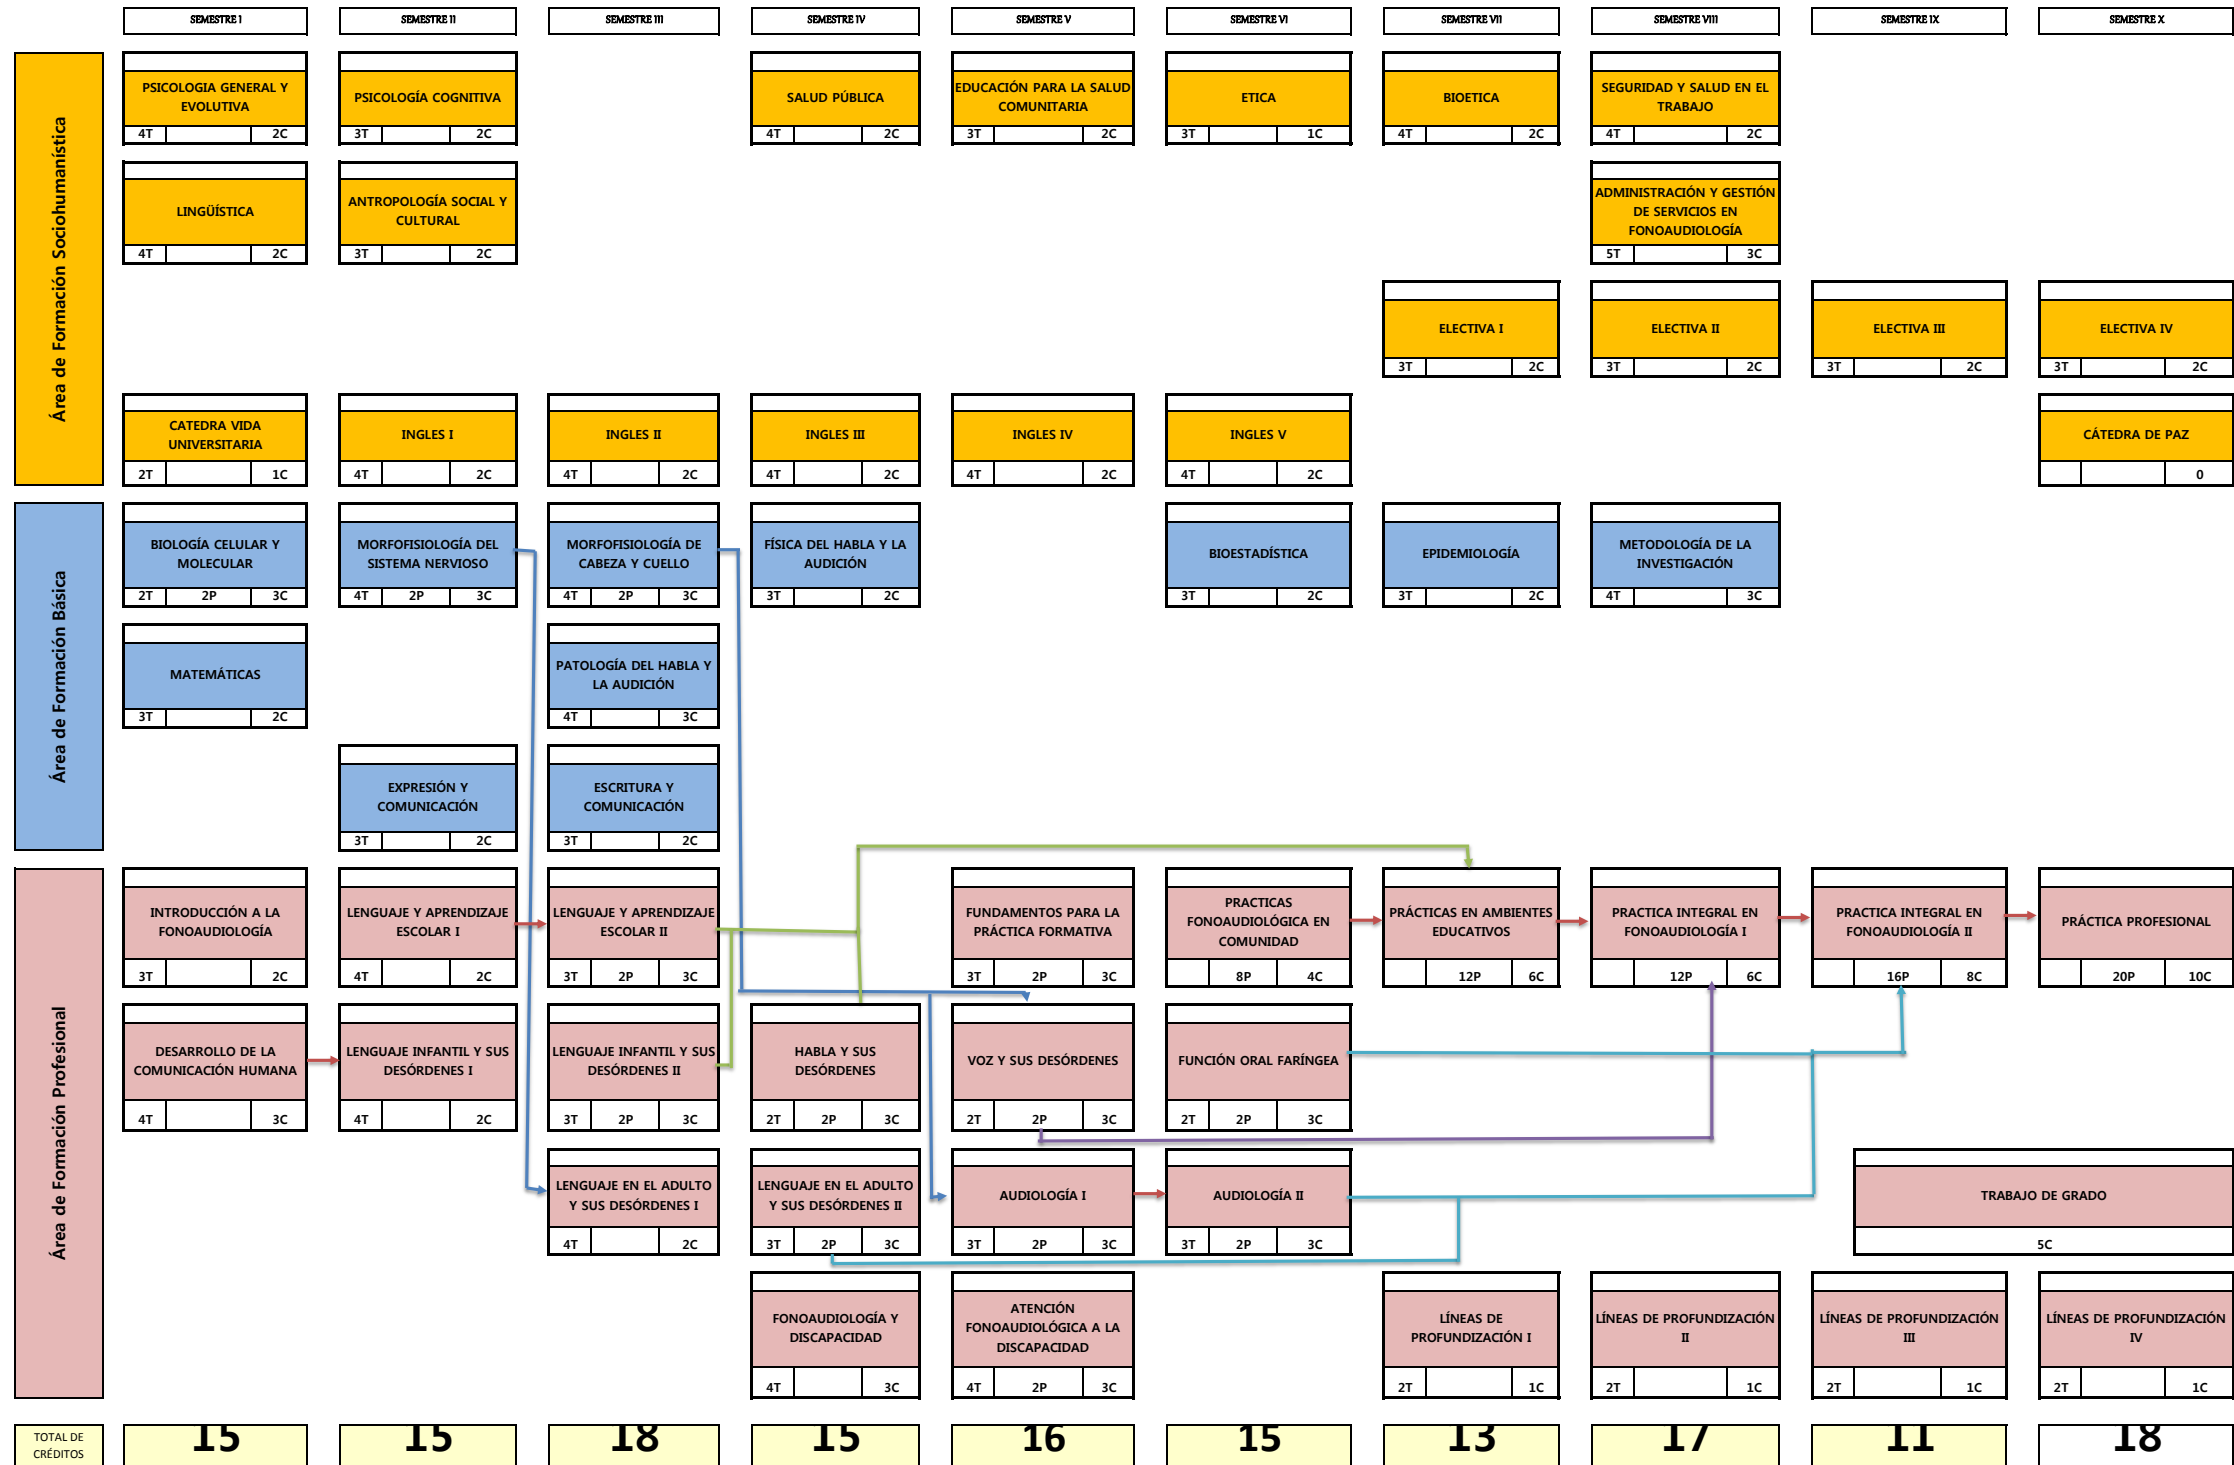 SEMESTRE I
SEMESTRE II
SEMESTRE III
SEMESTRE IV
SEMESTRE V
SEMESTRE VI
SEMESTRE VII
SEMESTRE VIII
SEMESTRE IX
SEMESTRE X
Área de Formación Sociohumanística
PSICOLOGIA GENERAL Y
EVOLUTIVA
4T 2C
PSICOLOGÍA COGNITIVA
3T 2C
SALUD PÚBLICA
4T 2C
EDUCACIÓN PARA LA SALUD
COMUNITARIA
3T 2C
ETICA
3T 1C
BIOETICA
4T 2C
SEGURIDAD Y SALUD EN EL
TRABAJO
4T 2C
LINGÜÍSTICA
4T 2C
ANTROPOLOGÍA SOCIAL Y
CULTURAL
3T 2C
ADMINISTRACIÓN Y GESTIÓN
DE SERVICIOS EN
FONOAUDIOLOGÍA
5T 3C
ELECTIVA I
3T 2C
ELECTIVA II
3T 2C
ELECTIVA III
3T 2C
ELECTIVA IV
3T 2C
CATEDRA VIDA
UNIVERSITARIA
2T 1C
INGLES I
4T 2C
INGLES II
4T 2C
INGLES III
4T 2C
INGLES IV
4T 2C
INGLES V
4T 2C
CÁTEDRA DE PAZ
0
Área de Formación Básica
BIOLOGÍA CELULAR Y
MOLECULAR
2T 2P 3C
MORFOFISIOLOGÍA DEL
SISTEMA NERVIOSO
4T 2P 3C
MORFOFISIOLOGÍA DE
CABEZA Y CUELLO
4T 2P 3C
FÍSICA DEL HABLA Y LA
AUDICIÓN
3T 2C
BIOESTADÍSTICA
3T 2C
EPIDEMIOLOGÍA
3T 2C
METODOLOGÍA DE LA
INVESTIGACIÓN
4T 3C
MATEMÁTICAS
3T 2C
PATOLOGÍA DEL HABLA Y
LA AUDICIÓN
4T 3C
EXPRESIÓN Y
COMUNICACIÓN
3T 2C
ESCRITURA Y
COMUNICACIÓN
3T 2C
Área de Formación Profesional
INTRODUCCIÓN A LA
FONOAUDIOLOGÍA
3T 2C
LENGUAJE Y APRENDIZAJE
ESCOLAR I
4T 2C
LENGUAJE Y APRENDIZAJE
ESCOLAR II
3T 2P 3C
FUNDAMENTOS PARA LA
PRÁCTICA FORMATIVA
3T 2P 3C
PRACTICAS
FONOAUDIOLÓGICA EN
COMUNIDAD
8P 4C
PRÁCTICAS EN AMBIENTES
EDUCATIVOS
12P 6C
PRACTICA INTEGRAL EN
FONOAUDIOLOGÍA I
12P 6C
PRACTICA INTEGRAL EN
FONOAUDIOLOGÍA II
16P 8C
PRÁCTICA PROFESIONAL
20P 10C
DESARROLLO DE LA
COMUNICACIÓN HUMANA
4T 3C
LENGUAJE INFANTIL Y SUS
DESÓRDENES I
4T 2C
LENGUAJE INFANTIL Y SUS
DESÓRDENES II
3T 2P 3C
HABLA Y SUS
DESÓRDENES
2T 2P 3C
VOZ Y SUS DESÓRDENES
2T 2P 3C
FUNCIÓN ORAL FARÍNGEA
2T 2P 3C
LENGUAJE EN EL ADULTO
Y SUS DESÓRDENES I
4T 2C
LENGUAJE EN EL ADULTO
Y SUS DESÓRDENES II
3T 2P 3C
AUDIOLOGÍA I
3T 2P 3C
AUDIOLOGÍA II
3T 2P 3C
TRABAJO DE GRADO
5C
FONOAUDIOLOGÍA Y
DISCAPACIDAD
4T 3C
ATENCIÓN
FONOAUDIOLÓGICA A LA
DISCAPACIDAD
4T 2P 3C
LÍNEAS DE
PROFUNDIZACIÓN I
2T 1C
LÍNEAS DE PROFUNDIZACIÓN
II
2T 1C
LÍNEAS DE PROFUNDIZACIÓN
III
2T 1C
LÍNEAS DE PROFUNDIZACIÓN
IV
2T 1C
TOTAL DE
CRÉDITOS
15 15 18 15 16 15 13 17 11 18